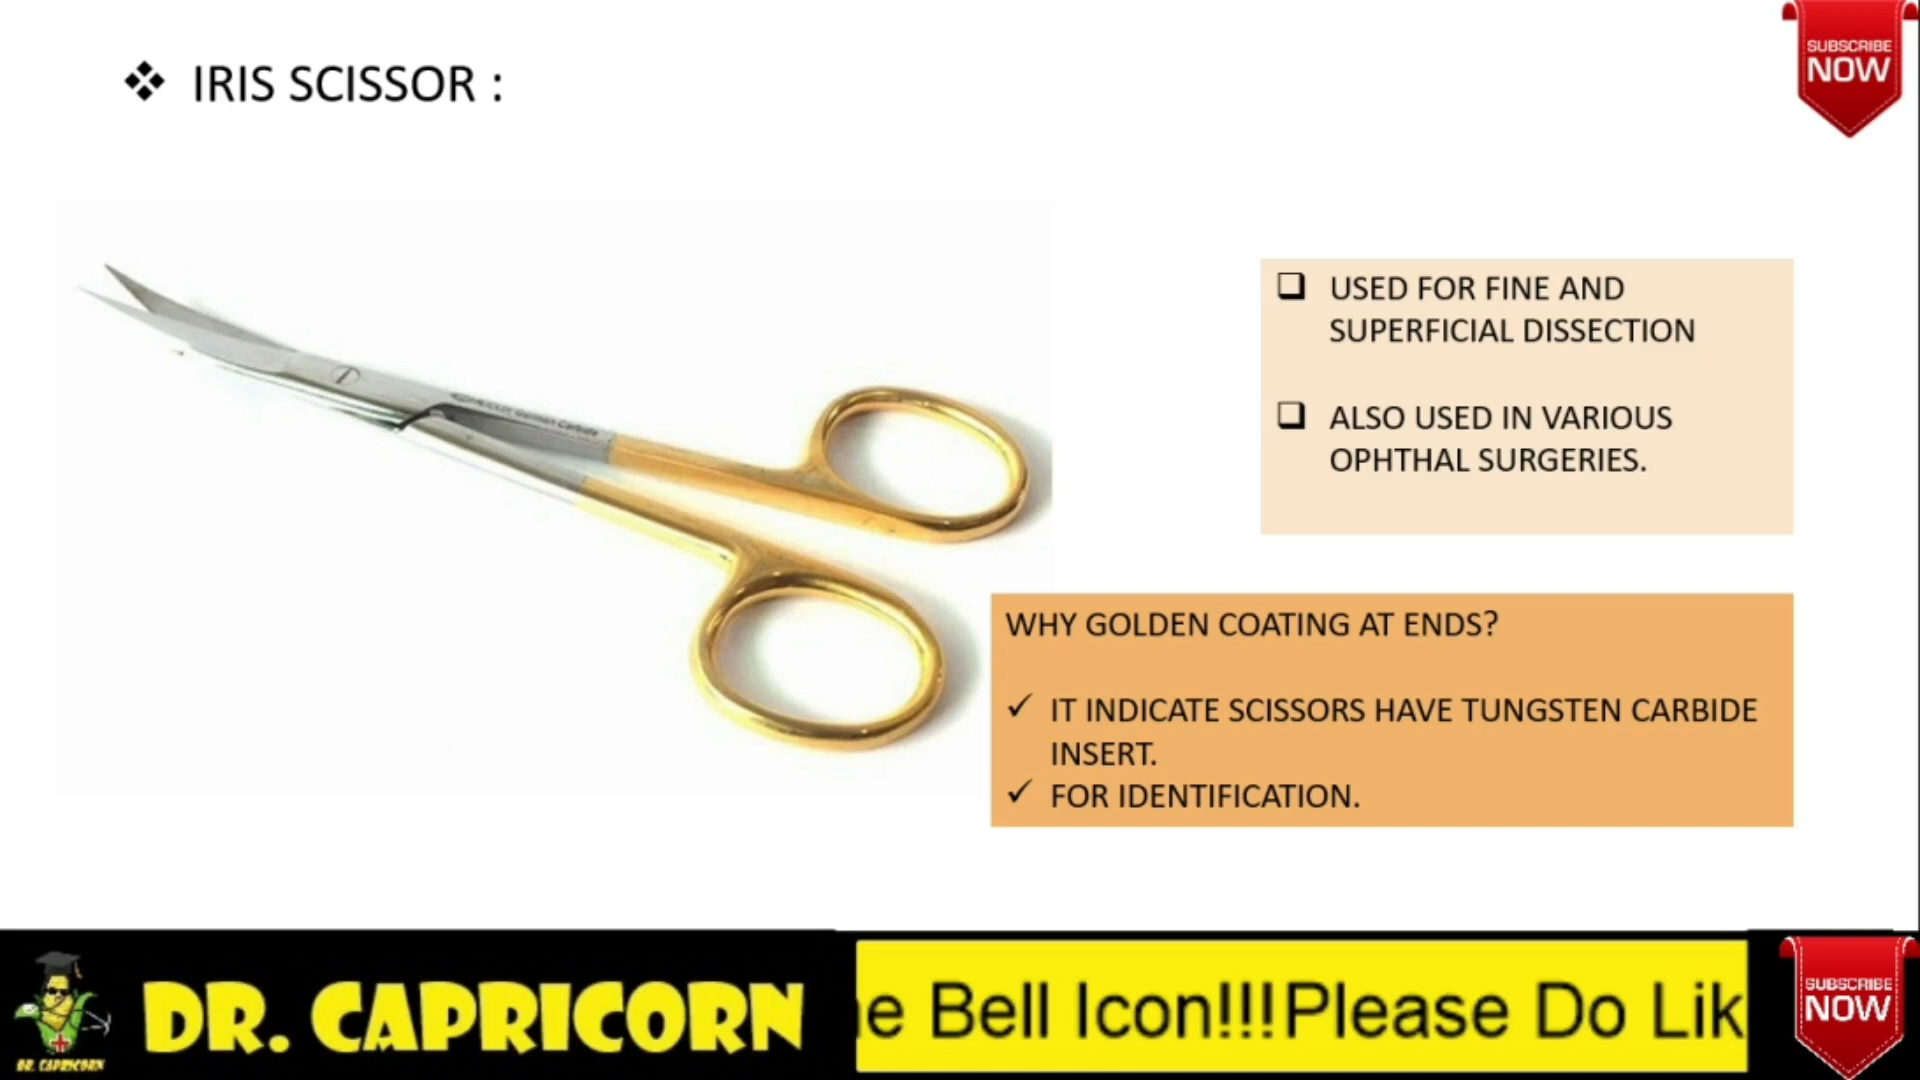 ❖ IRIS SCISSOR :
SUBSCRIBE
NOW
❑ USED FOR FINE AND
SUPERFICIAL DISSECTION
❑ ALSO USED IN VARIOUS
OPHTHAL SURGERIES.
WHY GOLDEN COATING AT ENDS?
✓ IT INDICATE SCISSORS HAVE TUNGSTEN CARBIDE
INSERT.
✓ FOR IDENTIFICATION.
DR. CAPRICORN
DR. CAPRICORN
e Bell Icon!!!Please Do Lik
SUBSCRIBE
NOW